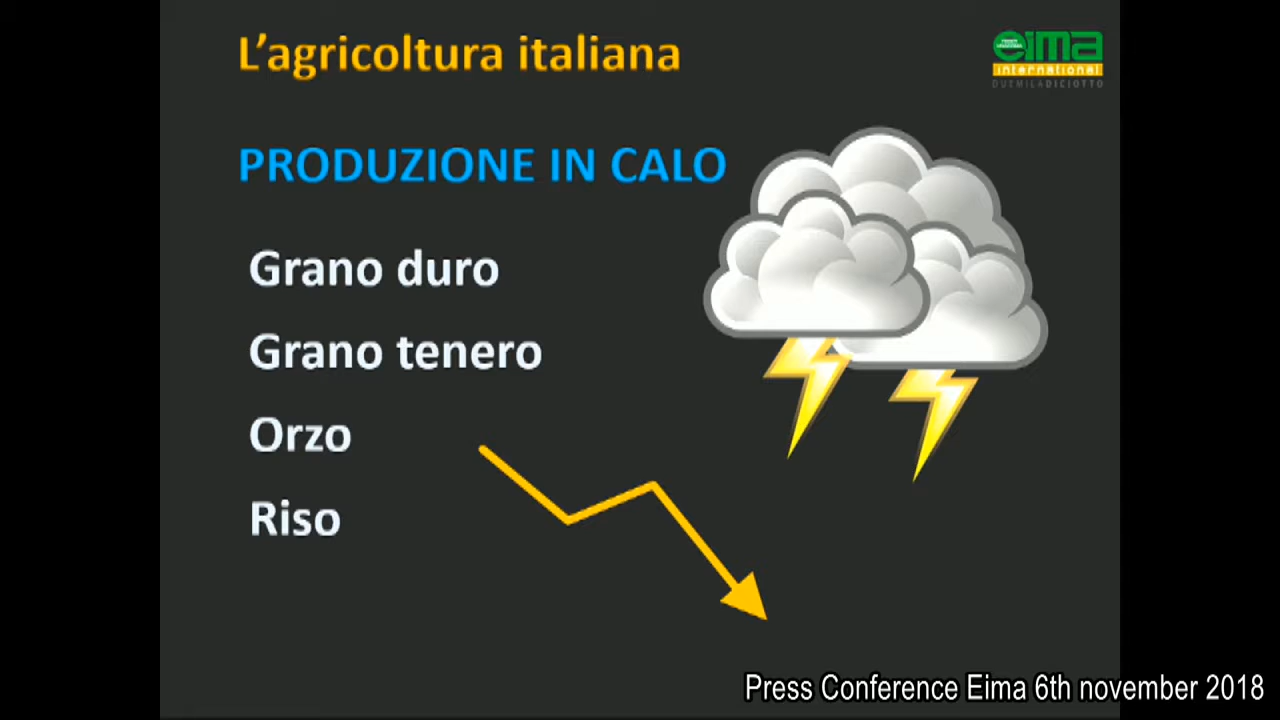 L'agricoltura italiana
eima
international
DUEMILADICIOTTO
PRODUZIONE IN CALO
Grano duro
Grano tenero
Orzo
Riso
Press Conference Eima 6th november 2018